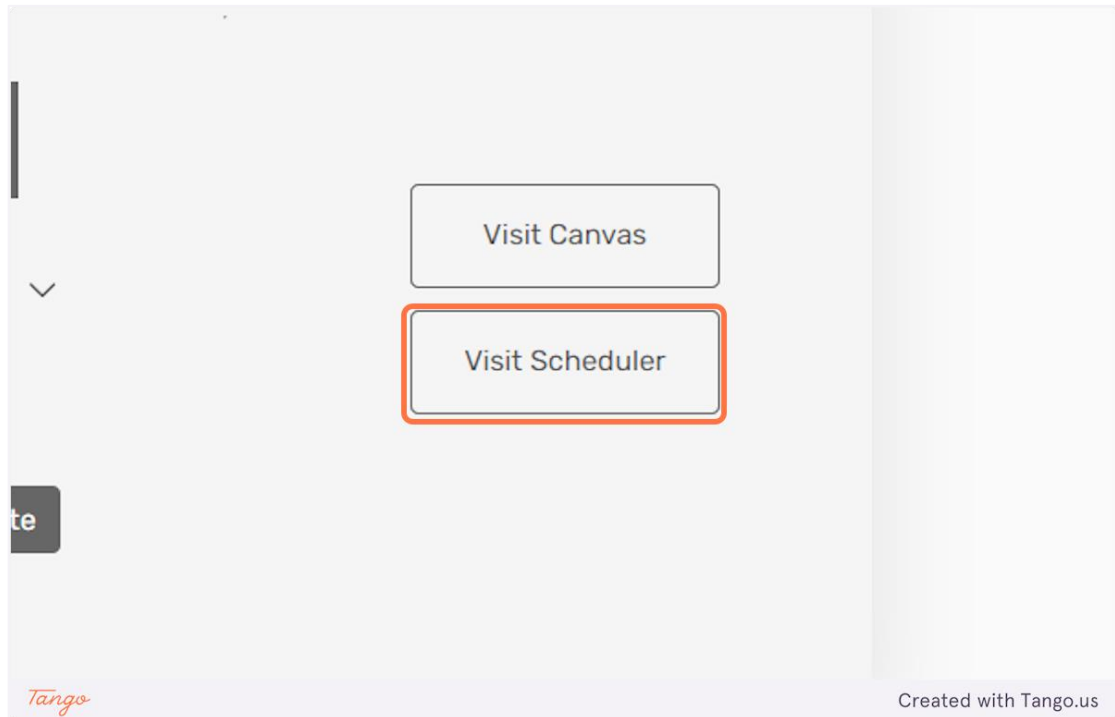 Visit Canvas
Visit Scheduler
te
Tango
Created with Tango.us